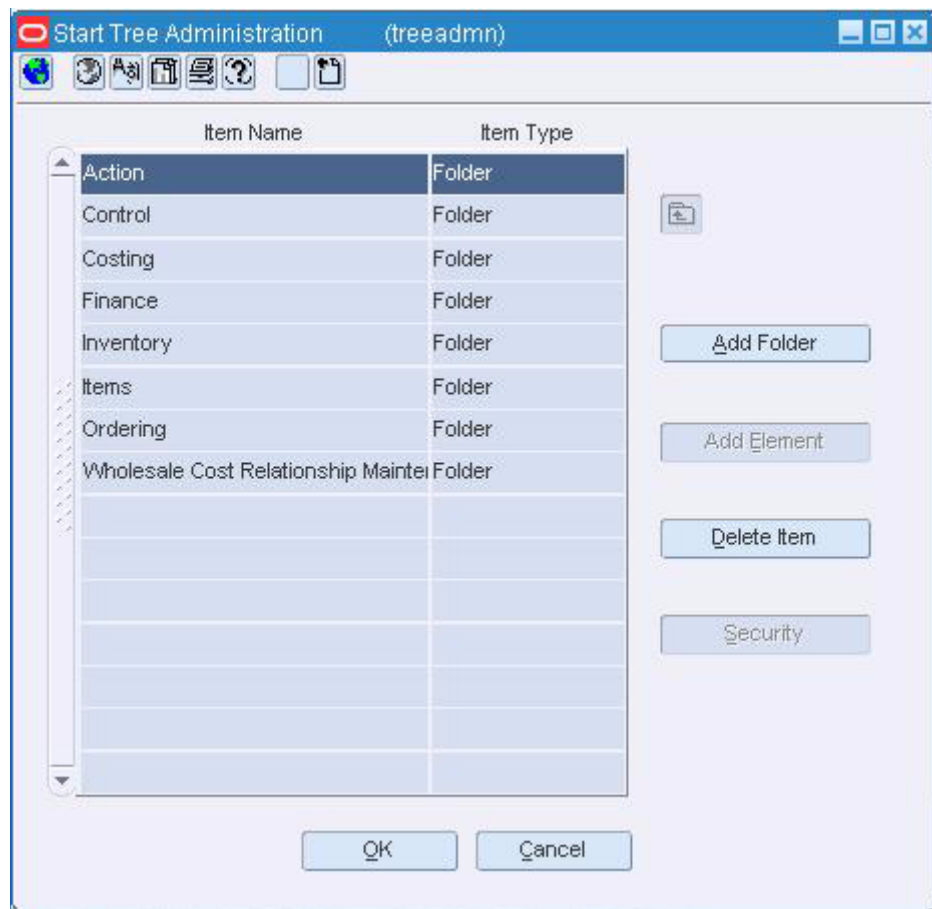 Start Tree Administration (treeadmn)
Item Name Item Type
Action Folder
Control Folder
Costing Folder
Finance Folder
Inventory Folder
Add Folder
Items Folder
Ordering Folder
Add Element
Wholesale Cost Relationship Mainte Folder
Delete Item
Security
OK Cancel